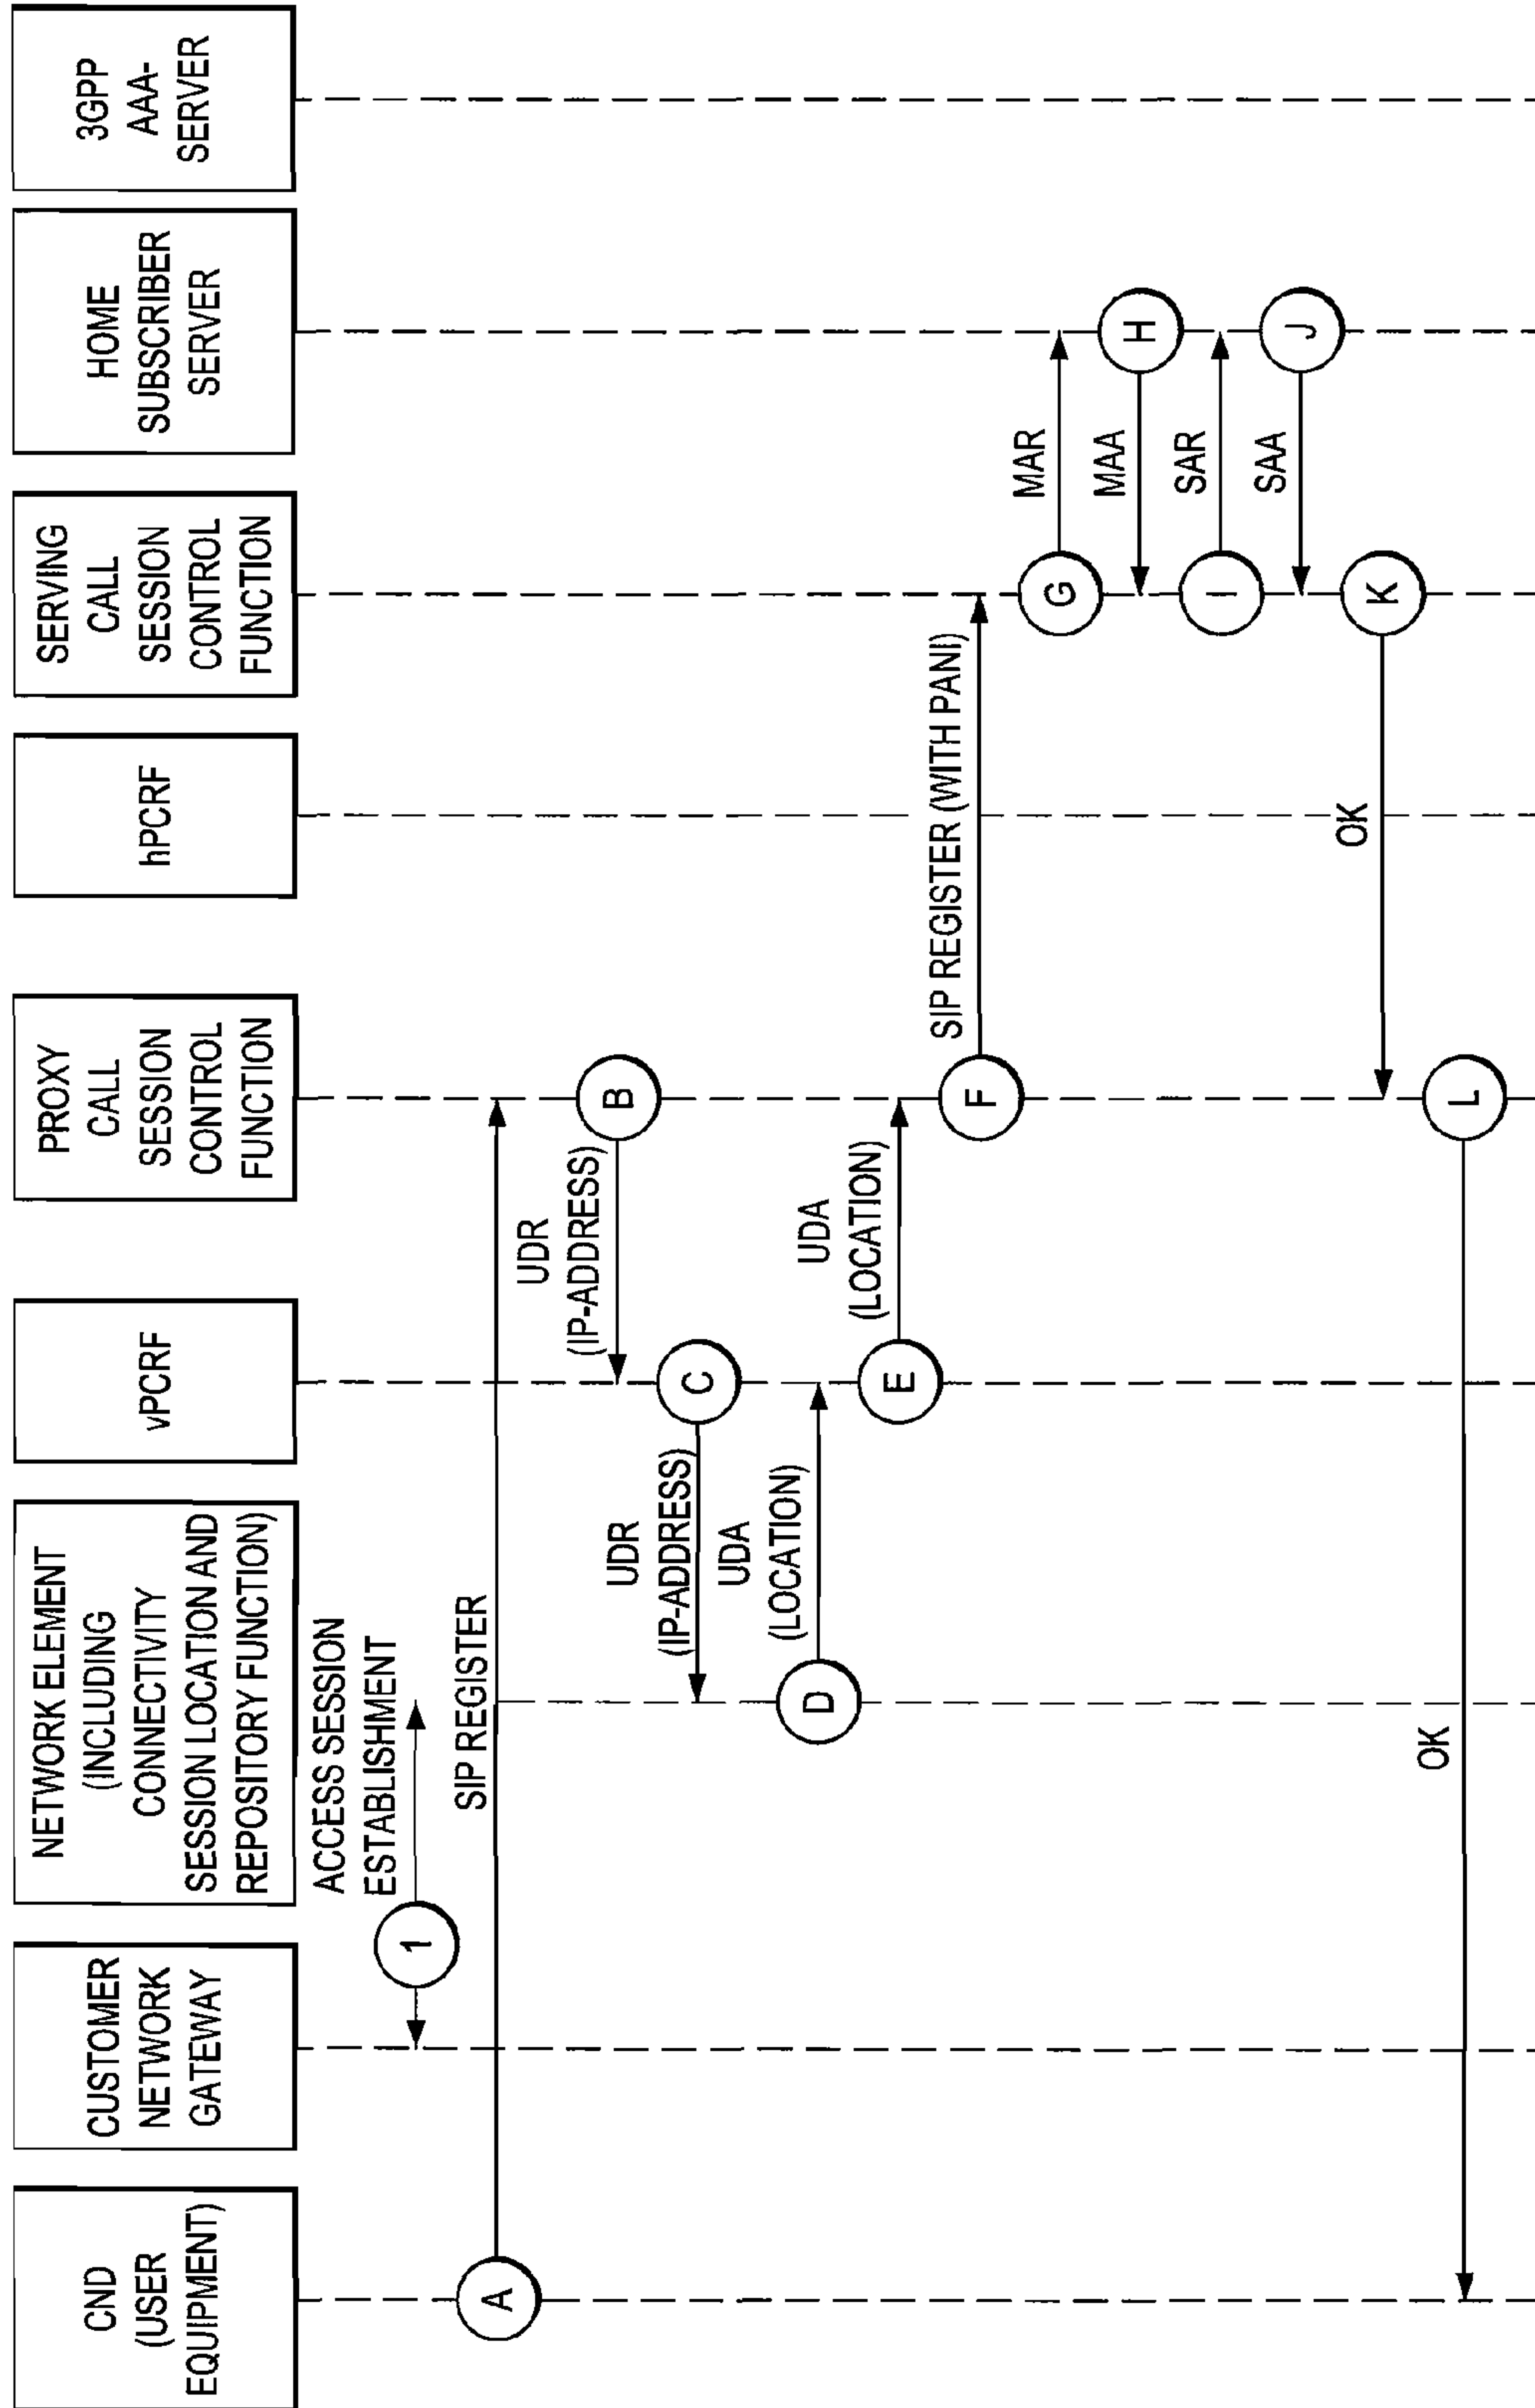 CND
(USER
EQUIPMENT)
CUSTOMER
NETWORK
GATEWAY
NETWORK ELEMENT
(INCLUDING
CONNECTIVITY
SESSION LOCATION AND
REPOSITORY FUNCTION)
vPCRF
PROXY
CALL
SESSION
CONTROL
FUNCTION
hPCRF
SERVING
CALL
SESSION
CONTROL
FUNCTION
HOME
SUBSCRIBER
SERVER
3GPP
AAA-
SERVER
ACCESS SESSION
ESTABLISHMENT
1
SIP REGISTER
A
UDR
(IP-ADDRESS)
B
UDR
(IP-ADDRESS)
C
UDA
(LOCATION)
D
UDA
(LOCATION)
E
SIP REGISTER (WITH PANI)
F
MAR
G
MAA
H
SAR
I
SAA
J
OK
K
OK
L